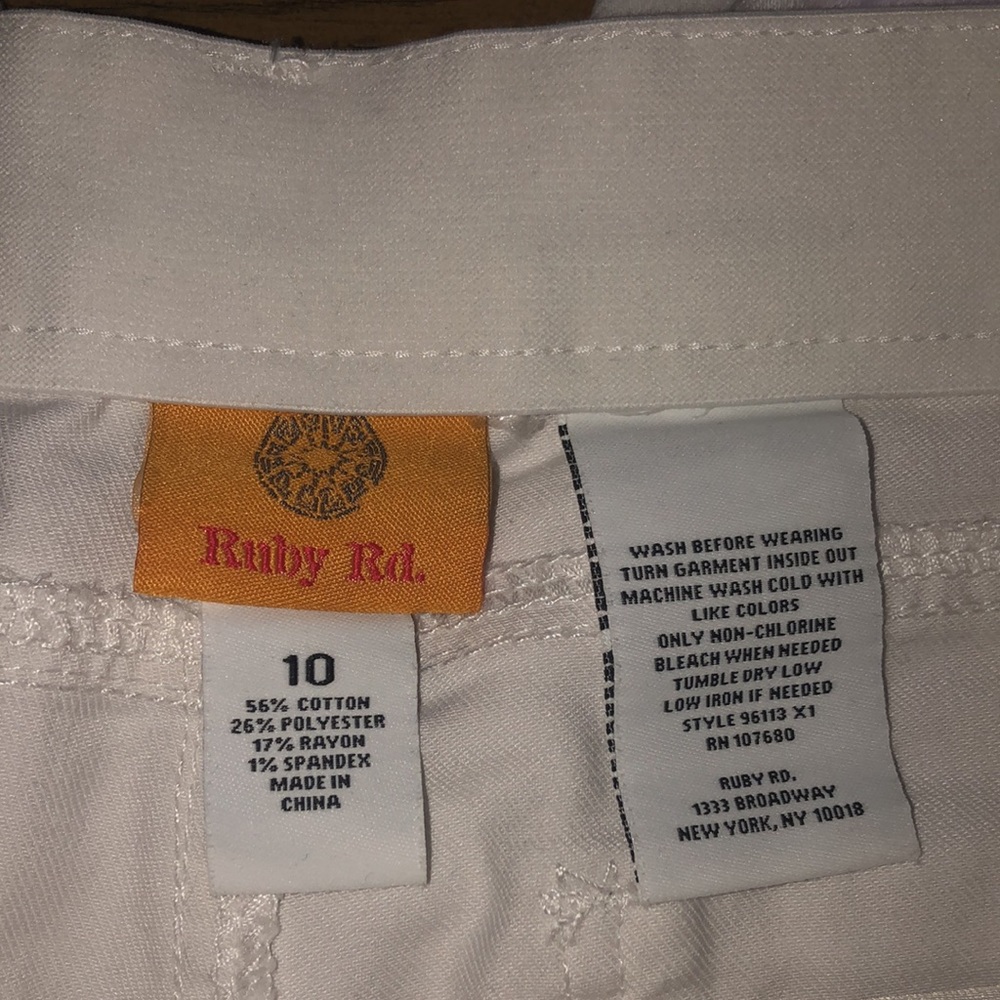 Ruby Rd.
10
56% COTTON
26% POLYESTER
17% RAYON
1% SPANDEX
MADE IN
CHINA
WASH BEFORE WEARING
TURN GARMENT INSIDE OUT
MACHINE WASH COLD WITH
LIKE COLORS
ONLY NON-CHLORINE
BLEACH WHEN NEEDED
TUMBLE DRY LOW
LOW IRON IF NEEDED
STYLE 96113 X1
RN 107680
RUBY RD.
1333 BROADWAY
NEW YORK, NY 10018